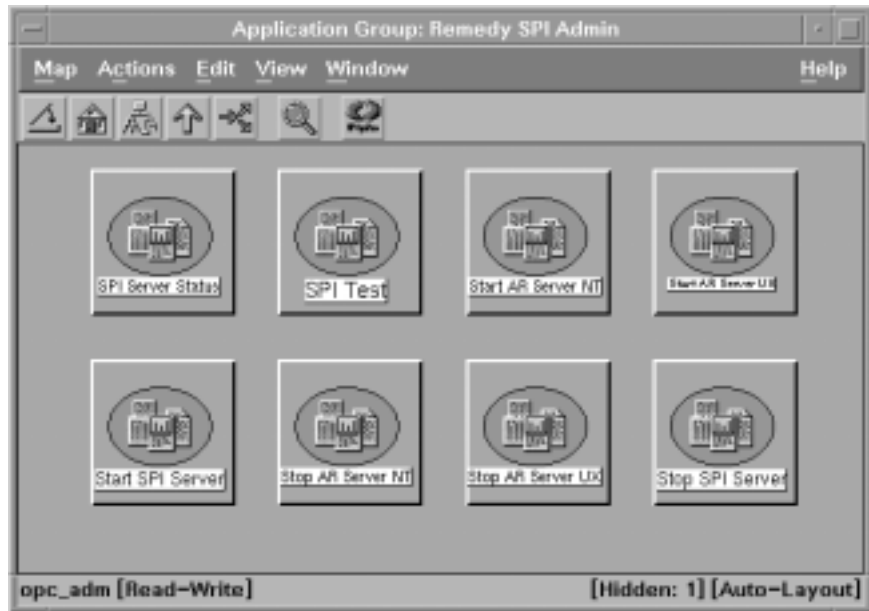 Application Group: Remedy SPI Admin
Map Actions Edit View Window Help
SPI Server Status
SPI Test
Start AR Server NT
Start AR Server UX
Start SPI Server
Stop AR Server NT
Stop AR Server UX
Stop SPI Server
opc_adm [Read-Write] [Hidden: 1] [Auto-Layout]